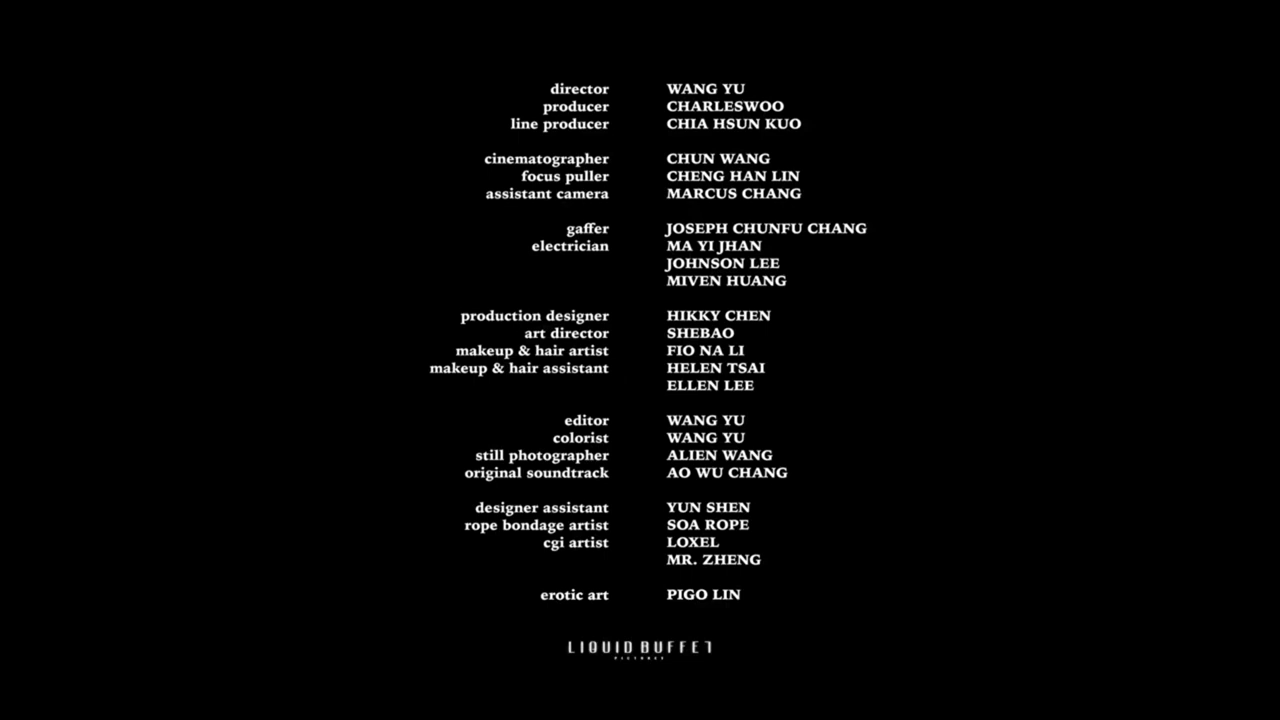 director WANG YU
producer CHARLESWOO
line producer CHIA HSUN KUO
cinematographer CHUN WANG
focus puller CHENG HAN LIN
assistant camera MARCUS CHANG
gaffer JOSEPH CHUNFU CHANG
electrician MA YI JHAN
JOHNSON LEE
MIVEN HUANG
production designer HIKKY CHEN
art director SHEBAO
makeup & hair artist FIO NA LI
makeup & hair assistant HELEN TSAI
ELLEN LEE
editor WANG YU
colorist WANG YU
still photographer ALIEN WANG
original soundtrack AO WU CHANG
designer assistant YUN SHEN
rope bondage artist SOA ROPE
cgi artist LOXEL
MR. ZHENG
erotic art PIGO LIN
LIQUID BUFFET
PICTURES